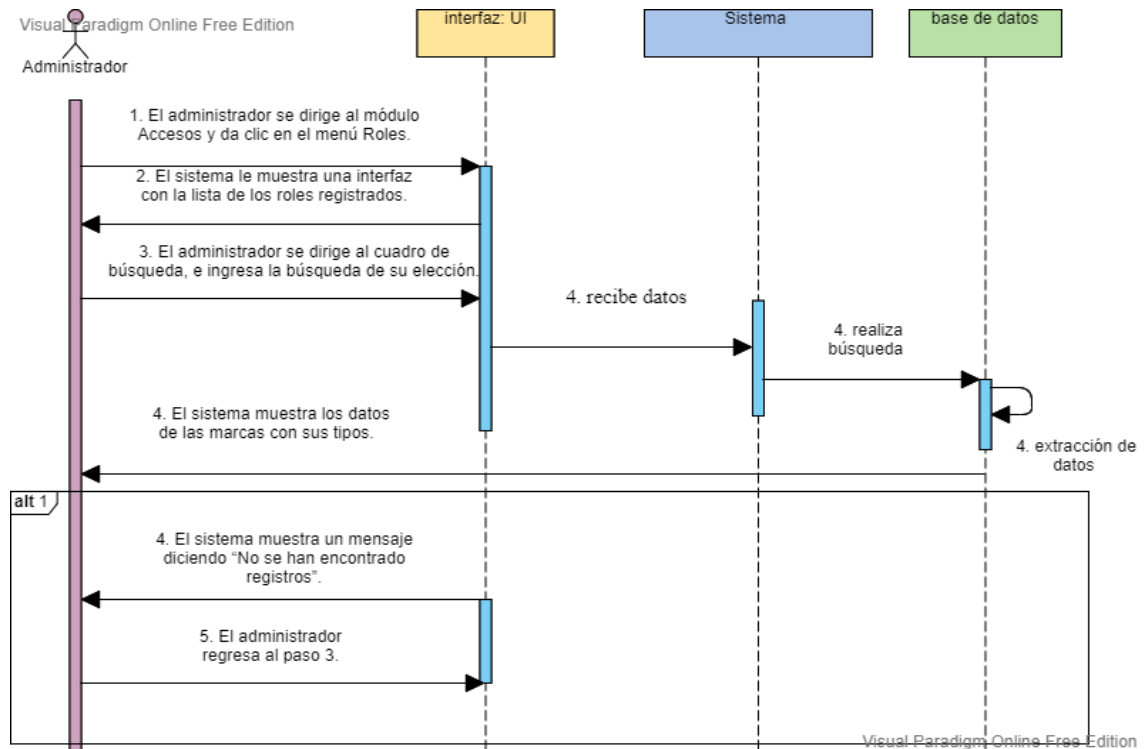 Visual Paradigm Online Free Edition
Administrador
interfaz: UI
Sistema
base de datos
1. El administrador se dirige al módulo
Accesos y da clic en el menú Roles.
2. El sistema le muestra una interfaz
con la lista de los roles registrados.
3. El administrador se dirige al cuadro de
búsqueda, e ingresa la búsqueda de su elección.
4. recibe datos
4. realiza
búsqueda
4. extracción de
datos
4. El sistema muestra los datos
de las marcas con sus tipos.
alt 1
4. El sistema muestra un mensaje
diciendo “No se han encontrado
registros”.
5. El administrador
regresa al paso 3.
Visual Paradigm Online Free Edition